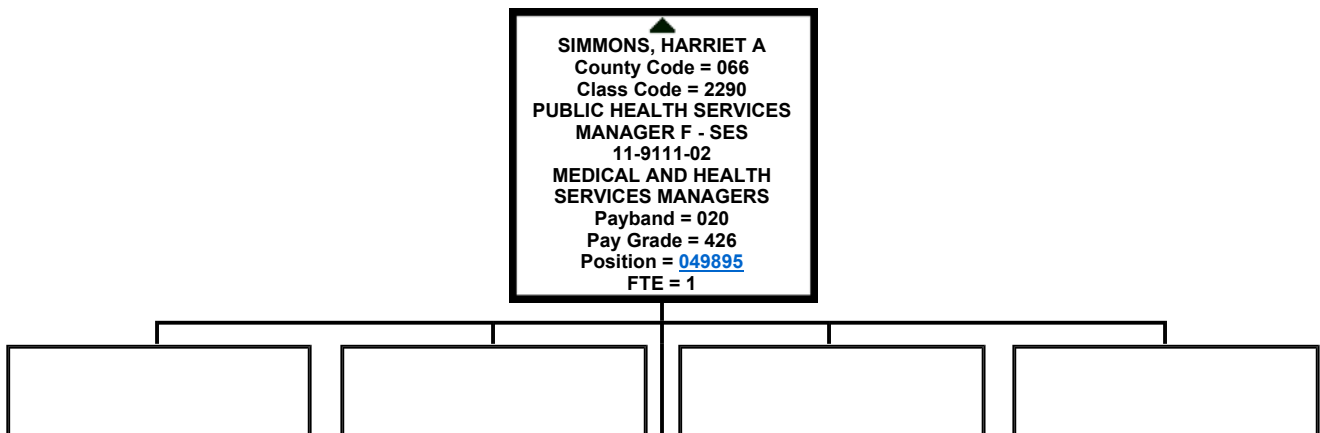 SIMMONS, HARRIET A
County Code = 066
Class Code = 2290
PUBLIC HEALTH SERVICES
MANAGER F - SES
11-9111-02
MEDICAL AND HEALTH
SERVICES MANAGERS
Payband = 020
Pay Grade = 426
Position = 049895
FTE = 1